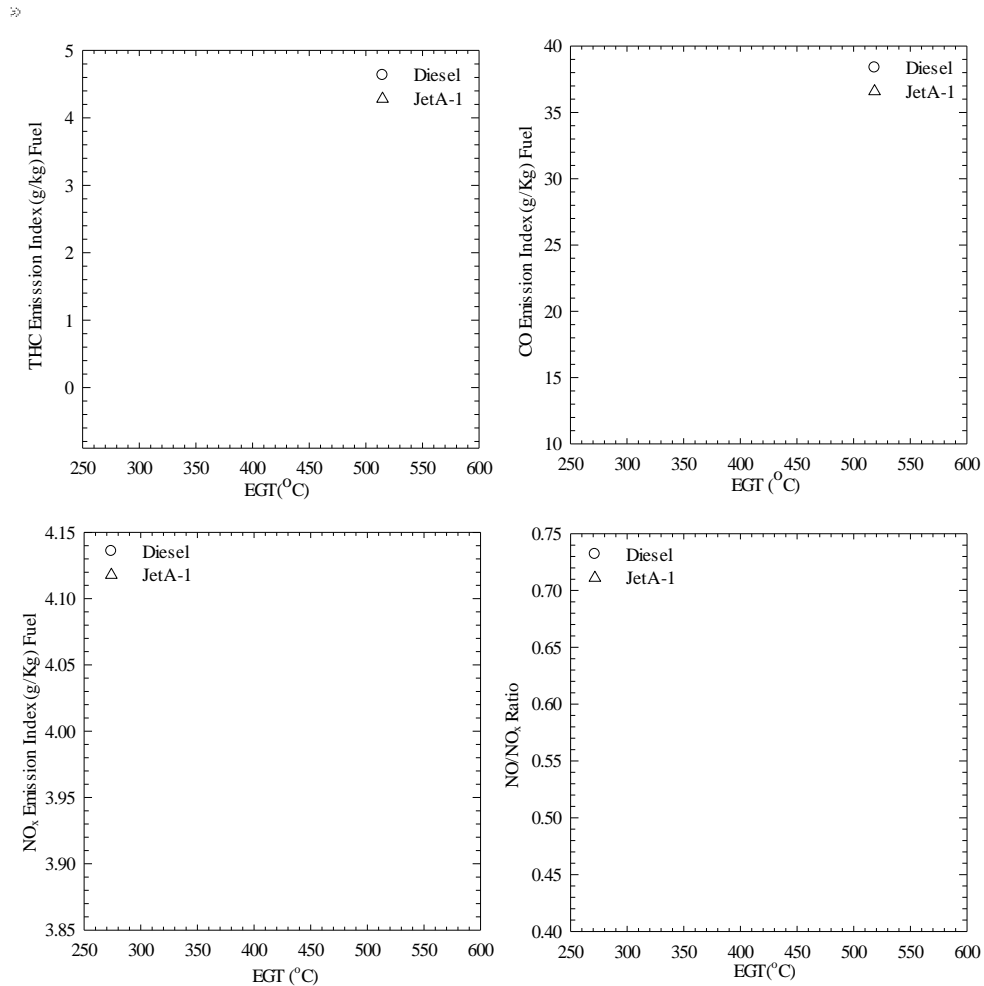 5
4
3
2
1
0
250 300 350 400 450 500 550 600
EGT(°C)
THC Emisssion Index (g/kg) Fuel
Diesel
JetA-1
40
35
30
25
20
15
10
250 300 350 400 450 500 550 600
EGT (°C)
CO Emission Index (g/Kg) Fuel
Diesel
JetA-1
4.15
4.10
4.05
4.00
3.95
3.90
3.85
250 300 350 400 450 500 550 600
EGT (°C)
NOₓ Emission Index (g/Kg) Fuel
Diesel
JetA-1
0.75
0.70
0.65
0.60
0.55
0.50
0.45
0.40
250 300 350 400 450 500 550 600
EGT(°C)
NO/NOₓ Ratio
Diesel
JetA-1